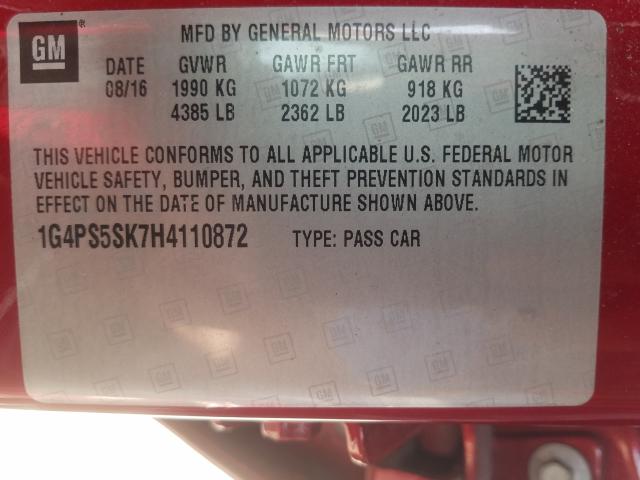 GM
MFD BY GENERAL MOTORS LLC
DATE GVWR GAWR FRT GAWR RR
08/16 1990 KG 1072 KG 918 KG
4385 LB 2362 LB 2023 LB
THIS VEHICLE CONFORMS TO ALL APPLICABLE U.S. FEDERAL MOTOR
VEHICLE SAFETY, BUMPER, AND THEFT PREVENTION STANDARDS IN
EFFECT ON THE DATE OF MANUFACTURE SHOWN ABOVE.
1G4PS5SK7H4110872 TYPE: PASS CAR